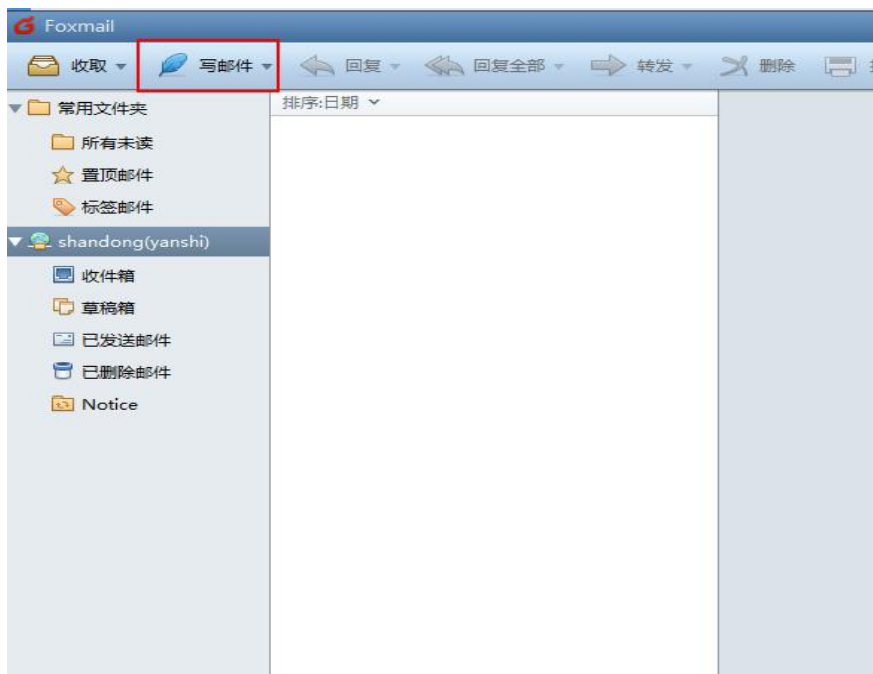 Foxmail
收取 写邮件 回复 回复全部 转发 删除
常用文件夹 排序:日期
所有未读
置顶邮件
标签邮件
shandong(yanshi)
收件箱
草稿箱
已发送邮件
已删除邮件
Notice